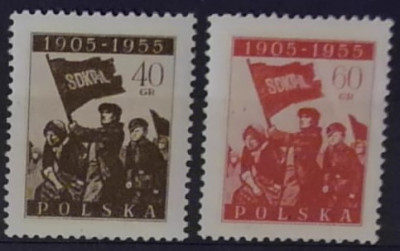 1905-1955
40
GR
SDKPiL
POLSKA
1905-1955
60
GR
SDKPiL
POLSKA